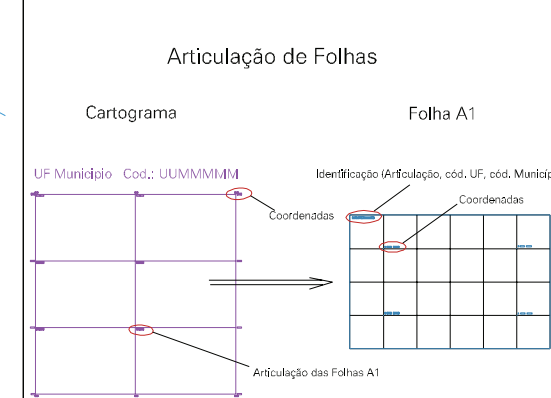 Articulação de Folhas
Cartograma
Folha A1
UF Municipio Cod.: UUMMMMM
Identificação (Articulação, cód. UF, cód. Municíp
Coordenadas
Coordenadas
Articulação das Folhas A1